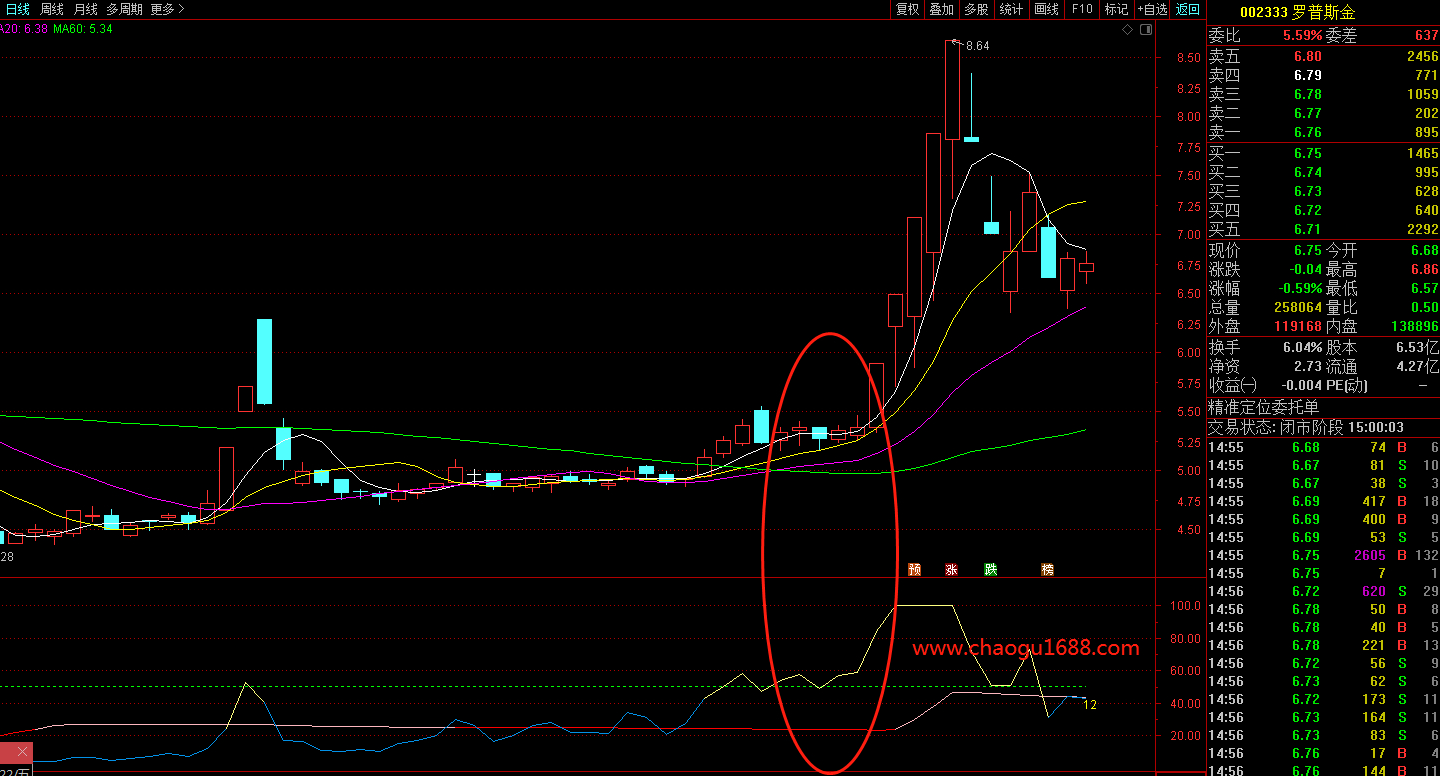 日线 周线 月线 多周期 更多
复权 叠加 多股 统计 画线 F10 标记 +自选 返回
002333 罗普斯金
A20: 6.38 MA60: 5.34
8.64
8.50
8.25
8.00
7.75
7.50
7.25
7.00
6.75
6.50
6.25
6.00
5.75
5.50
5.25
5.00
4.75
4.50
28
预 涨 跌 榜
100.0
80.00
60.00
40.00
20.00
www.chaogu1688.com
12
委比 5.59% 委差 637
卖五 6.80 2456
卖四 6.79 771
卖三 6.78 1059
卖二 6.77 202
卖一 6.76 895
买一 6.75 1465
买二 6.74 995
买三 6.73 628
买四 6.72 640
买五 6.71 2292
现价 6.75 今开 6.68
涨跌 -0.04 最高 6.86
涨幅 -0.59% 最低 6.57
总量 258064 量比 0.50
外盘 119168 内盘 138896
换手 6.04% 股本 6.53亿
净资 2.73 流通 4.27亿
收益㈠ -0.004 PE(动) —
精准定位委托单
交易状态: 闭市阶段 15:00:03
14:55 6.68 74 B 6
14:55 6.67 81 S 10
14:55 6.67 38 S 3
14:55 6.69 417 B 18
14:55 6.69 400 B 9
14:55 6.69 53 S 5
14:55 6.75 2605 B 132
14:55 6.75 7 1
14:56 6.72 620 S 29
14:56 6.78 50 B 8
14:56 6.78 40 B 5
14:56 6.78 221 B 13
14:56 6.72 56 S 9
14:56 6.73 62 S 6
14:56 6.72 173 S 11
14:56 6.73 164 S 11
14:56 6.73 83 S 6
14:56 6.76 17 B 4
14:56 6.76 144 B 11